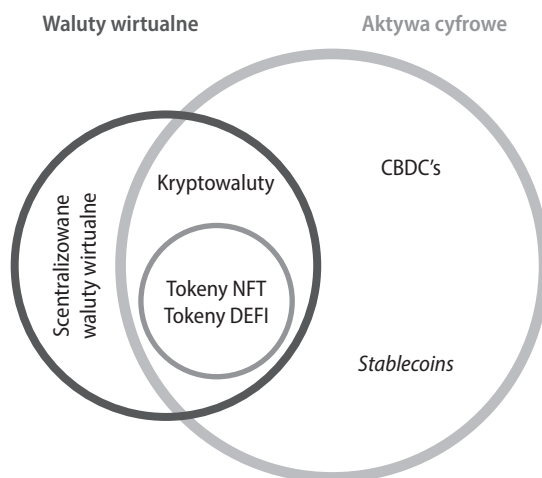 Waluty wirtualne
Aktywa cyfrowe
Kryptowaluty
CBDC's
Scentralizowane
waluty wirtualne
Tokeny NFT
Tokeny DEFI
Stablecoins